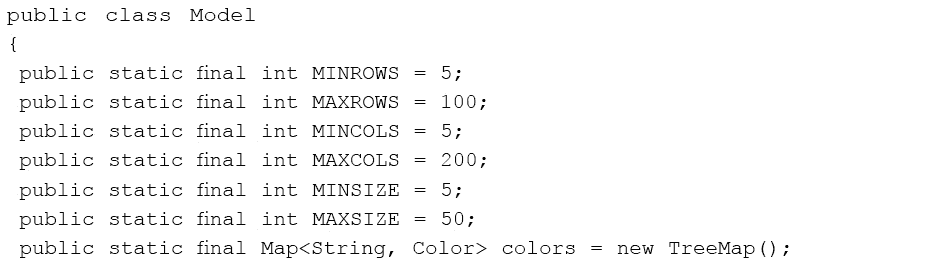 public class Model
{
public static final int MINROWS = 5;
public static final int MAXROWS = 100;
public static final int MINCOLS = 5;
public static final int MAXCOLS = 200;
public static final int MINSIZE = 5;
public static final int MAXSIZE = 50;
public static final Map<String, Color> colors = new TreeMap();